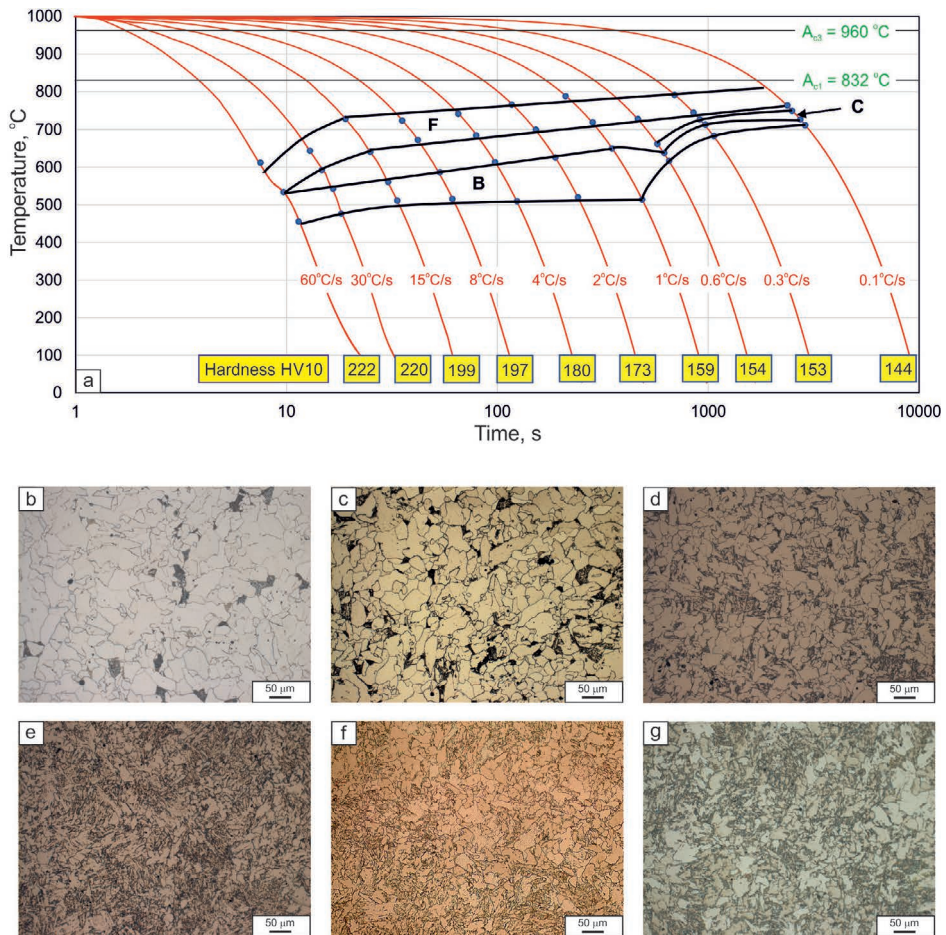 1000
900
800
700
600
500
400
300
200
100
0
Temperature, °C
Ac3 = 960 °C
Ac1 = 832 °C
C
F
B
60°C/s 30°C/s 15°C/s 8°C/s 4°C/s 2°C/s 1°C/s 0.6°C/s 0.3°C/s 0.1°C/s
Hardness HV10 222 220 199 197 180 173 159 154 153 144
a
1 10 100 1000 10000
Time, s
b
50 μm
c
50 μm
d
50 μm
e
50 μm
f
50 μm
g
50 μm